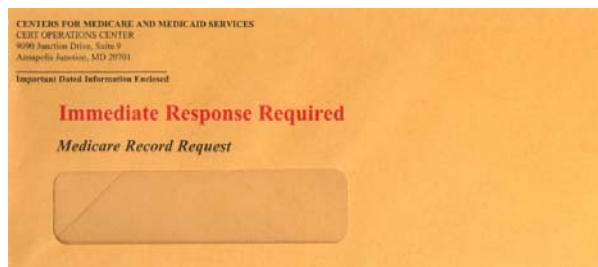 CENTERS FOR MEDICARE AND MEDICAID SERVICES
CERT OPERATIONS CENTER
9090 Junction Drive, Suite 9
Annapolis Junction, MD 20701
Important Dated Information Enclosed
Immediate Response Required
Medicare Record Request